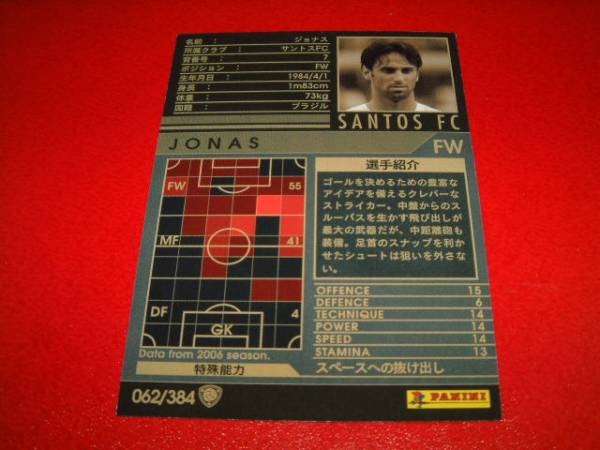 名前 : ジョナス
所属クラブ : サントスFC
背番号 : 7
ポジション : FW
生年月日 : 1984/4/1
身長 : 1m83cm
体重 : 73kg
国籍 : ブラジル
SANTOS FC
JONAS
FW
FW 55
MF 41
DF 4
GK
Data from 2006 season.
選手紹介
ゴールを決めるための豊富な
アイデアを備えるクレバーな
ストライカー。中盤からのス
ルーパスを生かす飛び出しが
最大の武器だが、中距離砲も
装備。足首のスナップを利か
せたシュートは狙いを外さな
い。
OFFENCE 15
DEFENCE 6
TECHNIQUE 14
POWER 14
SPEED 14
STAMINA 13
特殊能力
スペースへの抜け出し
062/384
PANINI